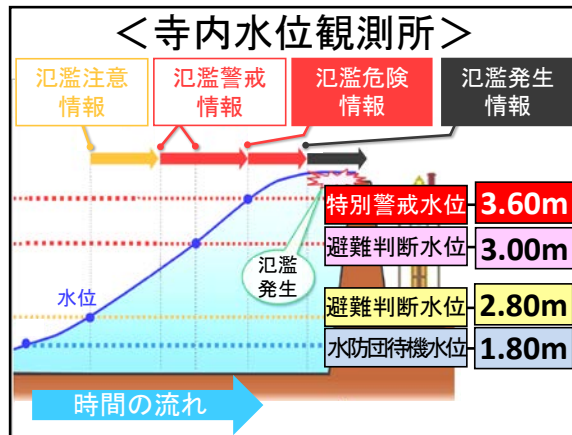 ＜寺内水位観測所＞
氾濫注意
情報
氾濫警戒
情報
氾濫危険
情報
氾濫発生
情報
特別警戒水位 3.60m
避難判断水位 3.00m
氾濫
発生
水位
避難判断水位 2.80m
水防団待機水位 1.80m
時間の流れ